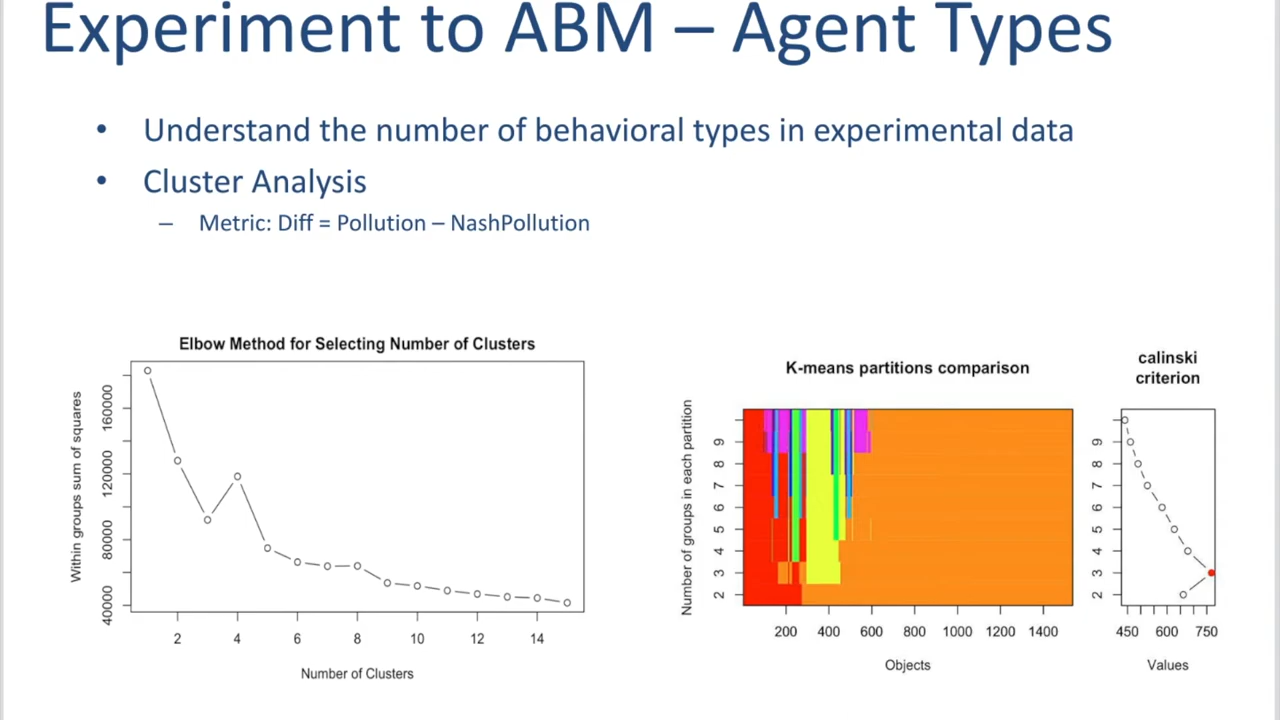 Experiment to ABM – Agent Types
• Understand the number of behavioral types in experimental data
• Cluster Analysis
– Metric: Diff = Pollution – NashPollution
Elbow Method for Selecting Number of Clusters
Within groups sum of squares
40000 80000 120000 160000
2 4 6 8 10 12 14
Number of Clusters
K-means partitions comparison
Number of groups in each partition
2 3 4 5 6 7 8 9
200 400 600 800 1000 1200 1400
Objects
calinski
criterion
2 3 4 5 6 7 8 9
450 600 750
Values